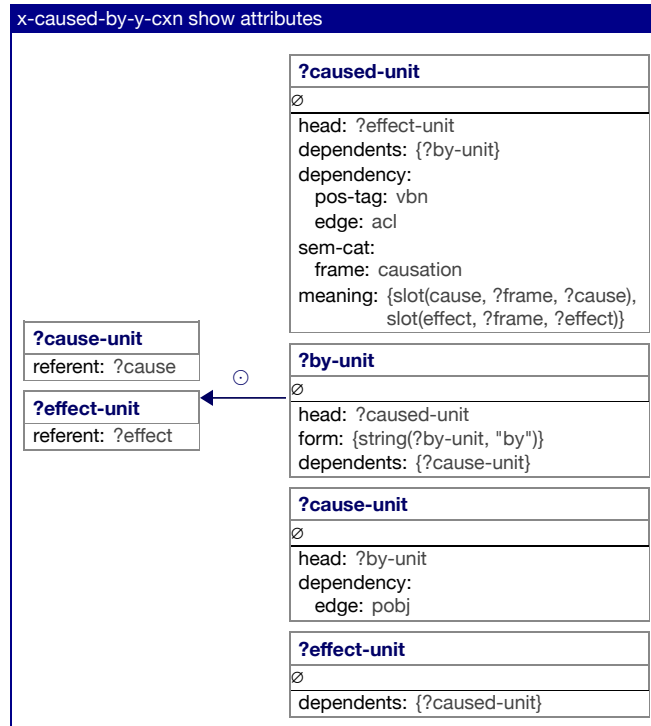 x-caused-by-y-cxn show attributes
?cause-unit
referent: ?cause
?effect-unit
referent: ?effect
⊙
?caused-unit
∅
head: ?effect-unit
dependents: {?by-unit}
dependency:
pos-tag: vbn
edge: acl
sem-cat:
frame: causation
meaning: {slot(cause, ?frame, ?cause),
slot(effect, ?frame, ?effect)}
?by-unit
∅
head: ?caused-unit
form: {string(?by-unit, "by")}
dependents: {?cause-unit}
?cause-unit
∅
head: ?by-unit
dependency:
edge: pobj
?effect-unit
∅
dependents: {?caused-unit}